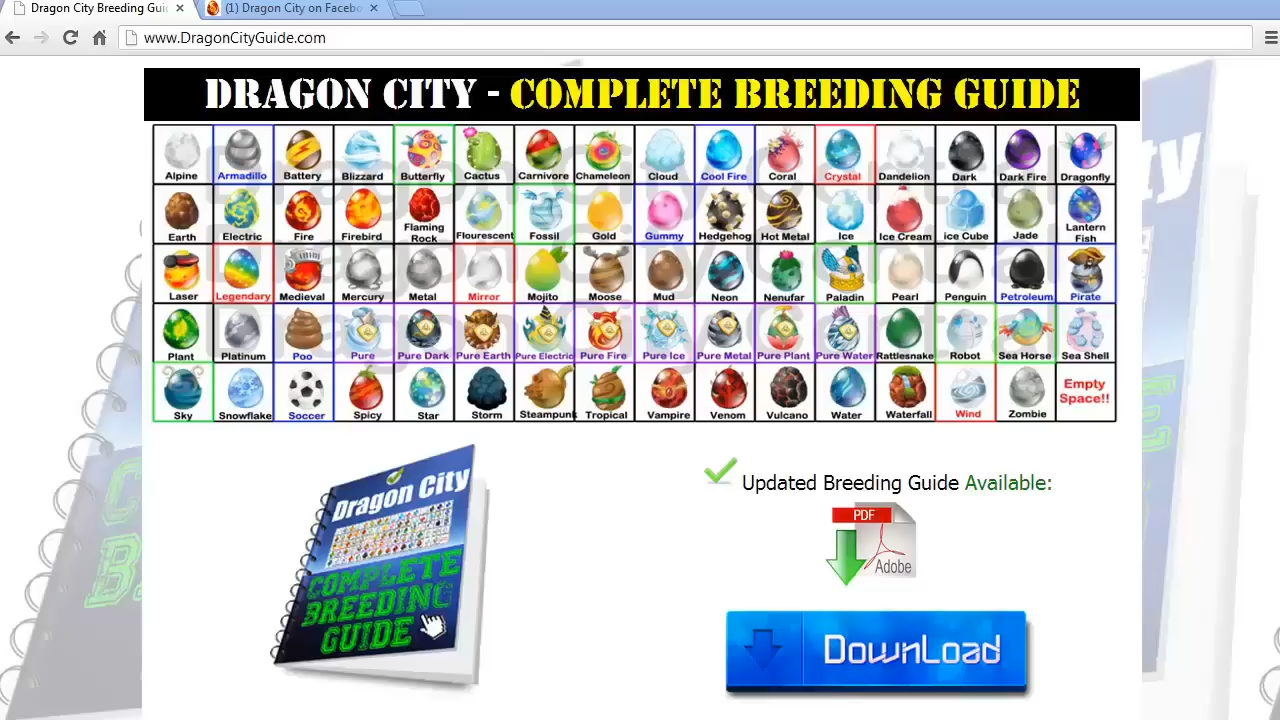 Dragon City Breeding Gui
(1) Dragon City on Facebo
www.DragonCityGuide.com
DRAGON CITY - COMPLETE BREEDING GUIDE
Alpine Armadillo Battery Blizzard Butterfly Cactus Carnivore Chameleon Cloud Cool Fire Coral Crystal Dandelion Dark Dark Fire Dragonfly
Earth Electric Fire Firebird Flaming Rock Flourescent Fossil Gold Gummy Hedgehog Hot Metal Ice Ice Cream ice Cube Jade Lantern Fish
Laser Legendary Medieval Mercury Metal Mirror Mojito Moose Mud Neon Nenufar Paladin Pearl Penguin Petroleum Pirate
Plant Platinum Poo Pure Pure Dark Pure Earth Pure Electric Pure Fire Pure Ice Pure Metal Pure Plant Pure Water Rattlesnake Robot Sea Horse Sea Shell
Sky Snowflake Soccer Spicy Star Storm Steampunk Tropical Vampire Venom Vulcano Water Waterfall Wind Zombie Empty Space!!
Dragon City
COMPLETE
BREEDING
GUIDE
Updated Breeding Guide Available:
PDF
Adobe
DownLoad